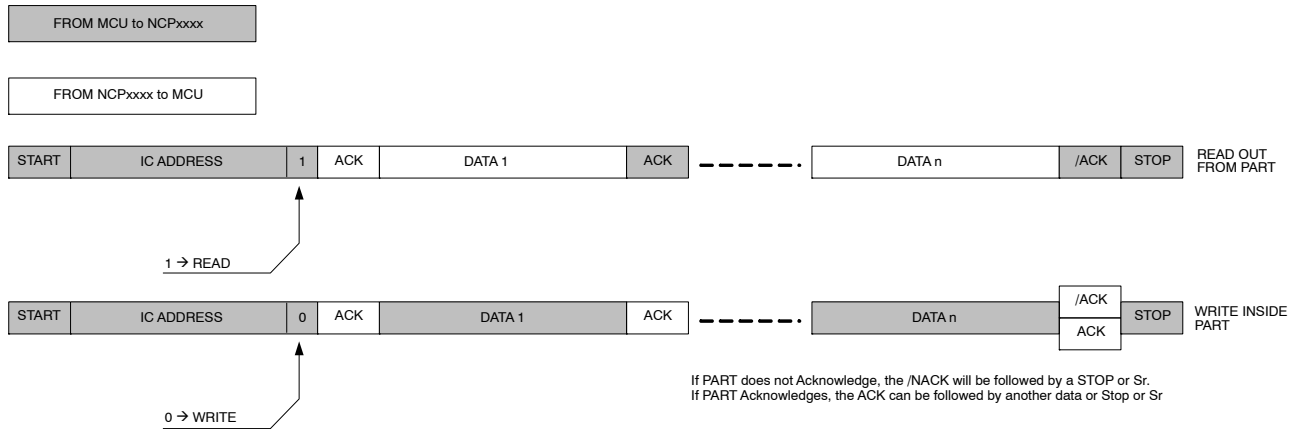 FROM MCU to NCPxxxx
FROM NCPxxxx to MCU
START IC ADDRESS 1 ACK DATA 1 ACK DATA n /ACK STOP READ OUT
FROM PART
1 → READ
START IC ADDRESS 0 ACK DATA 1 ACK DATA n /ACK STOP WRITE INSIDE
ACK PART
If PART does not Acknowledge, the /NACK will be followed by a STOP or Sr.
If PART Acknowledges, the ACK can be followed by another data or Stop or Sr
0 → WRITE